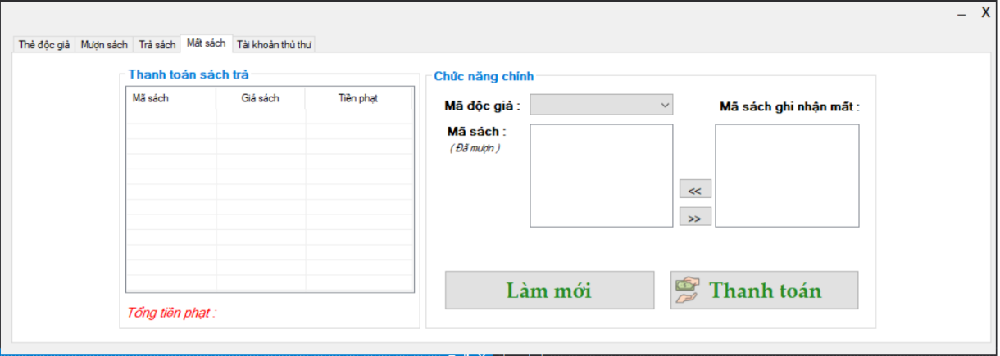 _ X
Thẻ độc giả Mượn sách Trả sách Mất sách Tài khoản thủ thư
Thanh toán sách trả
Mã sách Giá sách Tiền phạt
Tổng tiền phạt :
Chức năng chính
Mã độc giả : Mã sách ghi nhận mất :
Mã sách :
( Đã mượn )
<<
>>
Làm mới Thanh toán